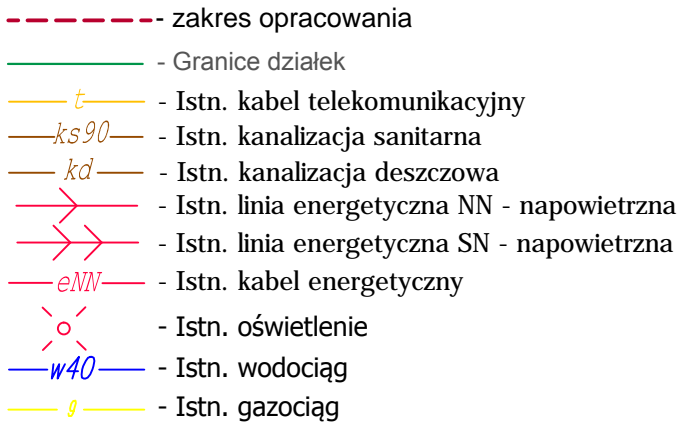 - zakres opracowania
- Granice działek
t - Istn. kabel telekomunikacyjny
ks90 - Istn. kanalizacja sanitarna
kd - Istn. kanalizacja deszczowa
- Istn. linia energetyczna NN - napowietrzna
- Istn. linia energetyczna SN - napowietrzna
eNN - Istn. kabel energetyczny
- Istn. oświetlenie
w40 - Istn. wodociąg
g - Istn. gazociąg